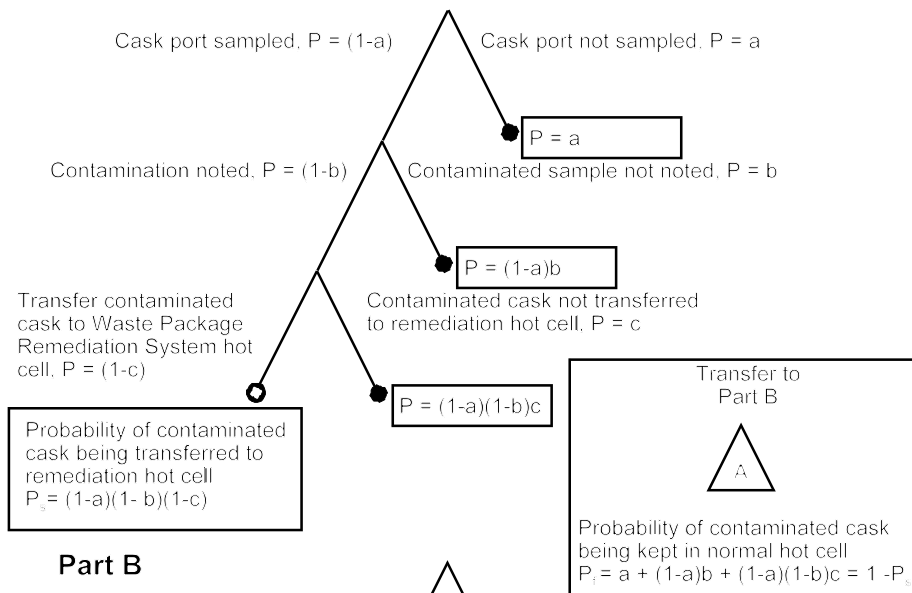 Cask port sampled, P = (1-a)
Cask port not sampled, P = a
P = a
Contamination noted, P = (1-b)
Contaminated sample not noted, P = b
P = (1-a)b
Transfer contaminated
cask to Waste Package
Remediation System hot
cell, P = (1-c)
Contaminated cask not transferred
to remediation hot cell, P = c
P = (1-a)(1-b)c
Probability of contaminated
cask being transferred to
remediation hot cell
Pₛ= (1-a)(1- b)(1-c)
Transfer to
Part B
A
Probability of contaminated cask
being kept in normal hot cell
P_f = a + (1-a)b + (1-a)(1-b)c = 1 -Pₛ
Part B